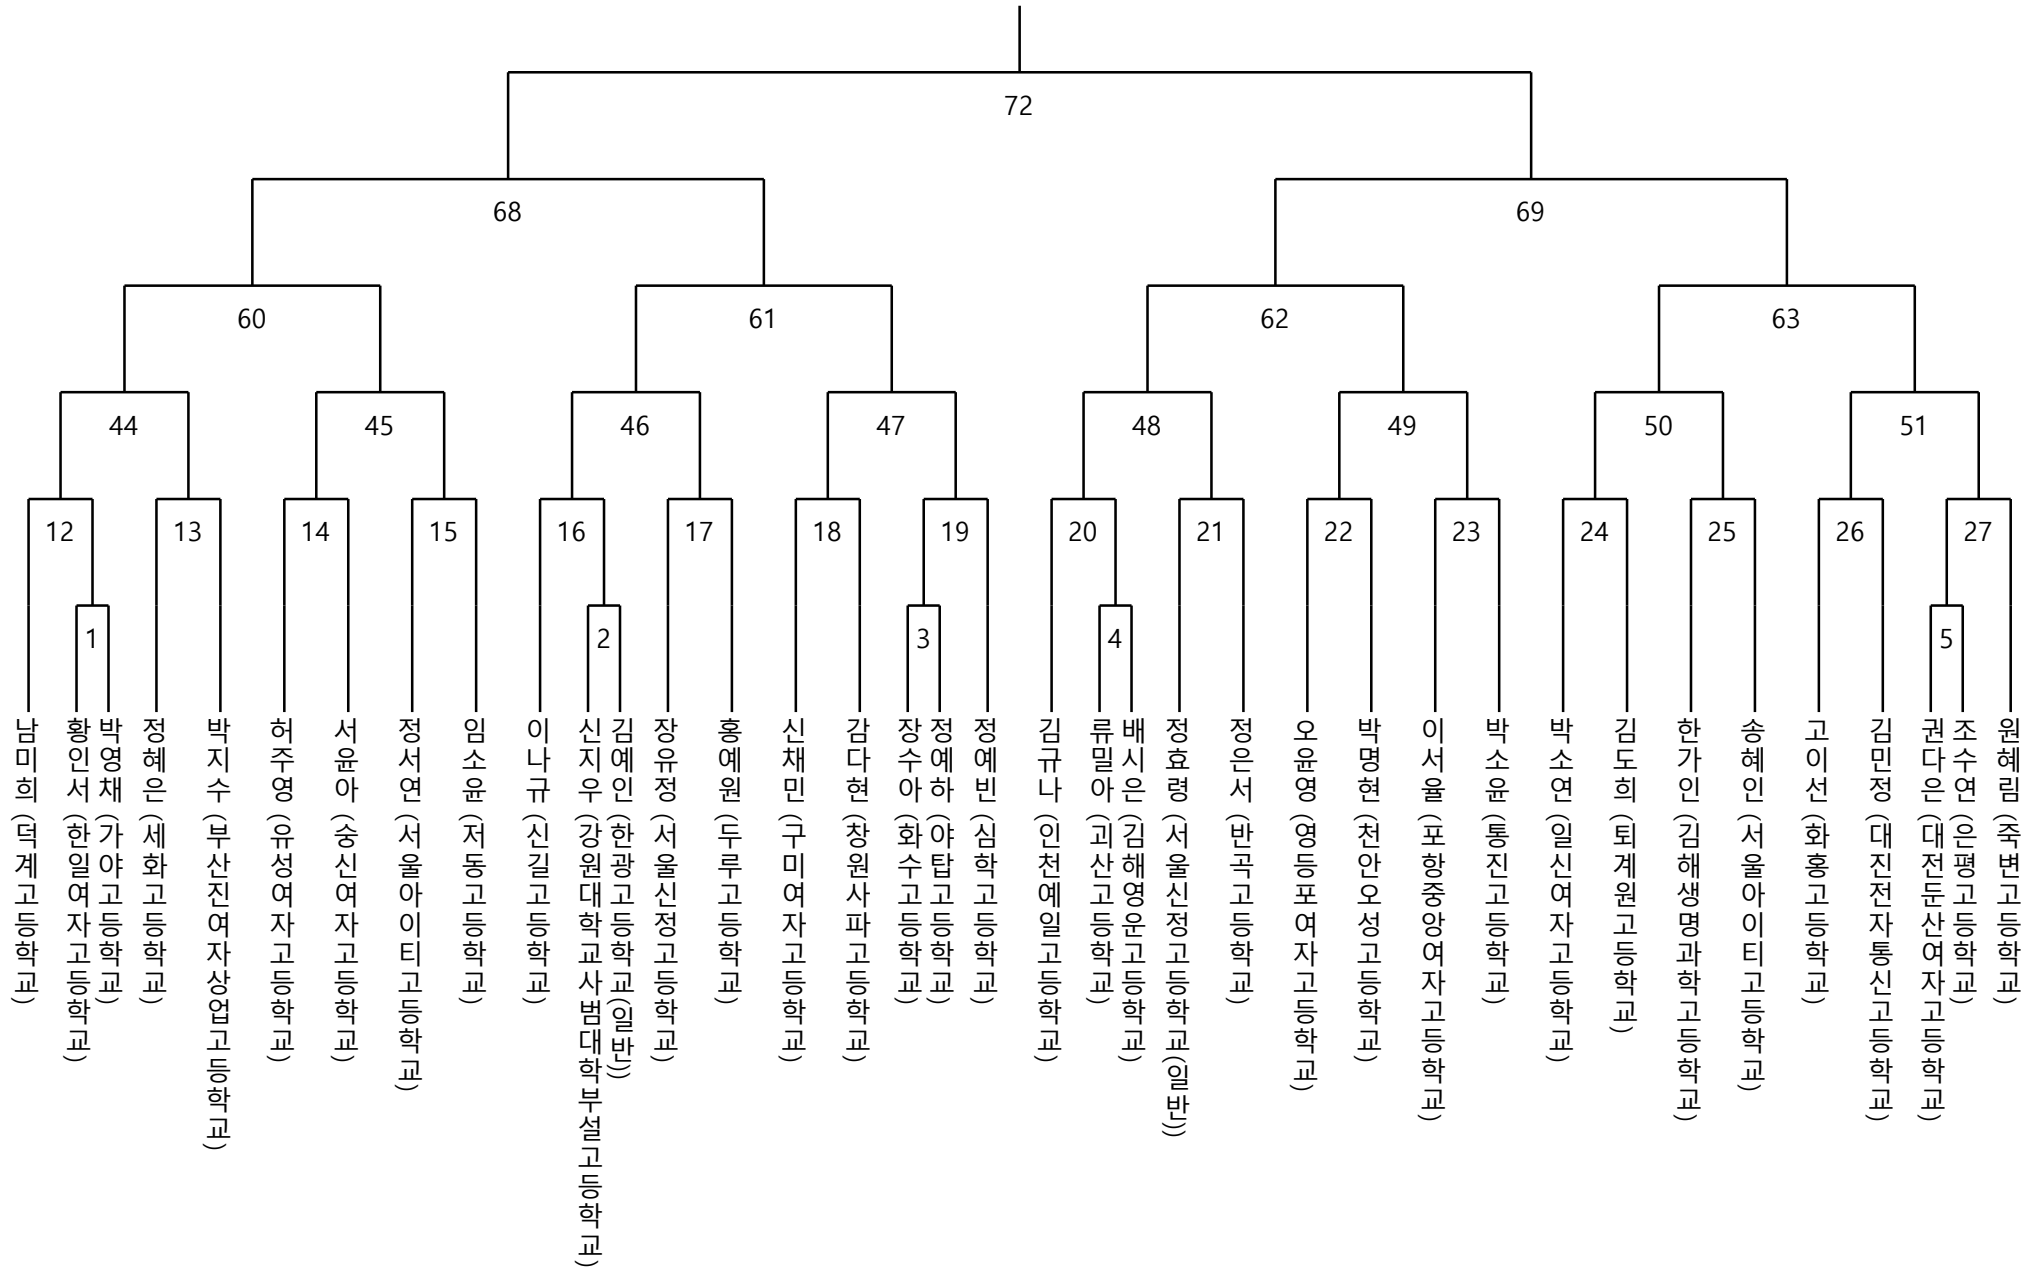 72
68
69
60
61
62
63
44
45
46
47
48
49
50
51
12
13
14
15
16
17
18
19
20
21
22
23
24
25
26
27
1
2
3
4
5
남미희 (덕계고등학교)
황인서 (한일여자고등학교)
박영채 (가야고등학교)
정혜은 (세화고등학교)
박지수 (부산진여자상업고등학교)
허주영 (유성여자고등학교)
서윤아 (숭신여자고등학교)
정서연 (서울아이티고등학교)
임소윤 (저동고등학교)
이나규 (신길고등학교)
신지우 (강원대학교사범대학부설고등학교)
김예인 (한광고등학교(일반))
장유정 (서울신정고등학교)
홍예원 (두루고등학교)
신채민 (구미여자고등학교)
감다현 (창원사파고등학교)
장수아 (화수고등학교)
정예하 (야탑고등학교)
정예빈 (심학고등학교)
김규나 (인천예일고등학교)
류밀아 (괴산고등학교)
배시은 (김해영운고등학교)
정효령 (서울신정고등학교(일반))
정은서 (반곡고등학교)
오윤영 (영등포여자고등학교)
박명현 (천안오성고등학교)
이서율 (포항중앙여자고등학교)
박소윤 (통진고등학교)
박소연 (일신여자고등학교)
김도희 (퇴계원고등학교)
한가인 (김해생명과학고등학교)
송혜인 (서울아이티고등학교)
고이선 (화홍고등학교)
김민정 (대진전자통신고등학교)
권다은 (대전둔산여자고등학교)
조수연 (은평고등학교)
원혜림 (죽변고등학교)